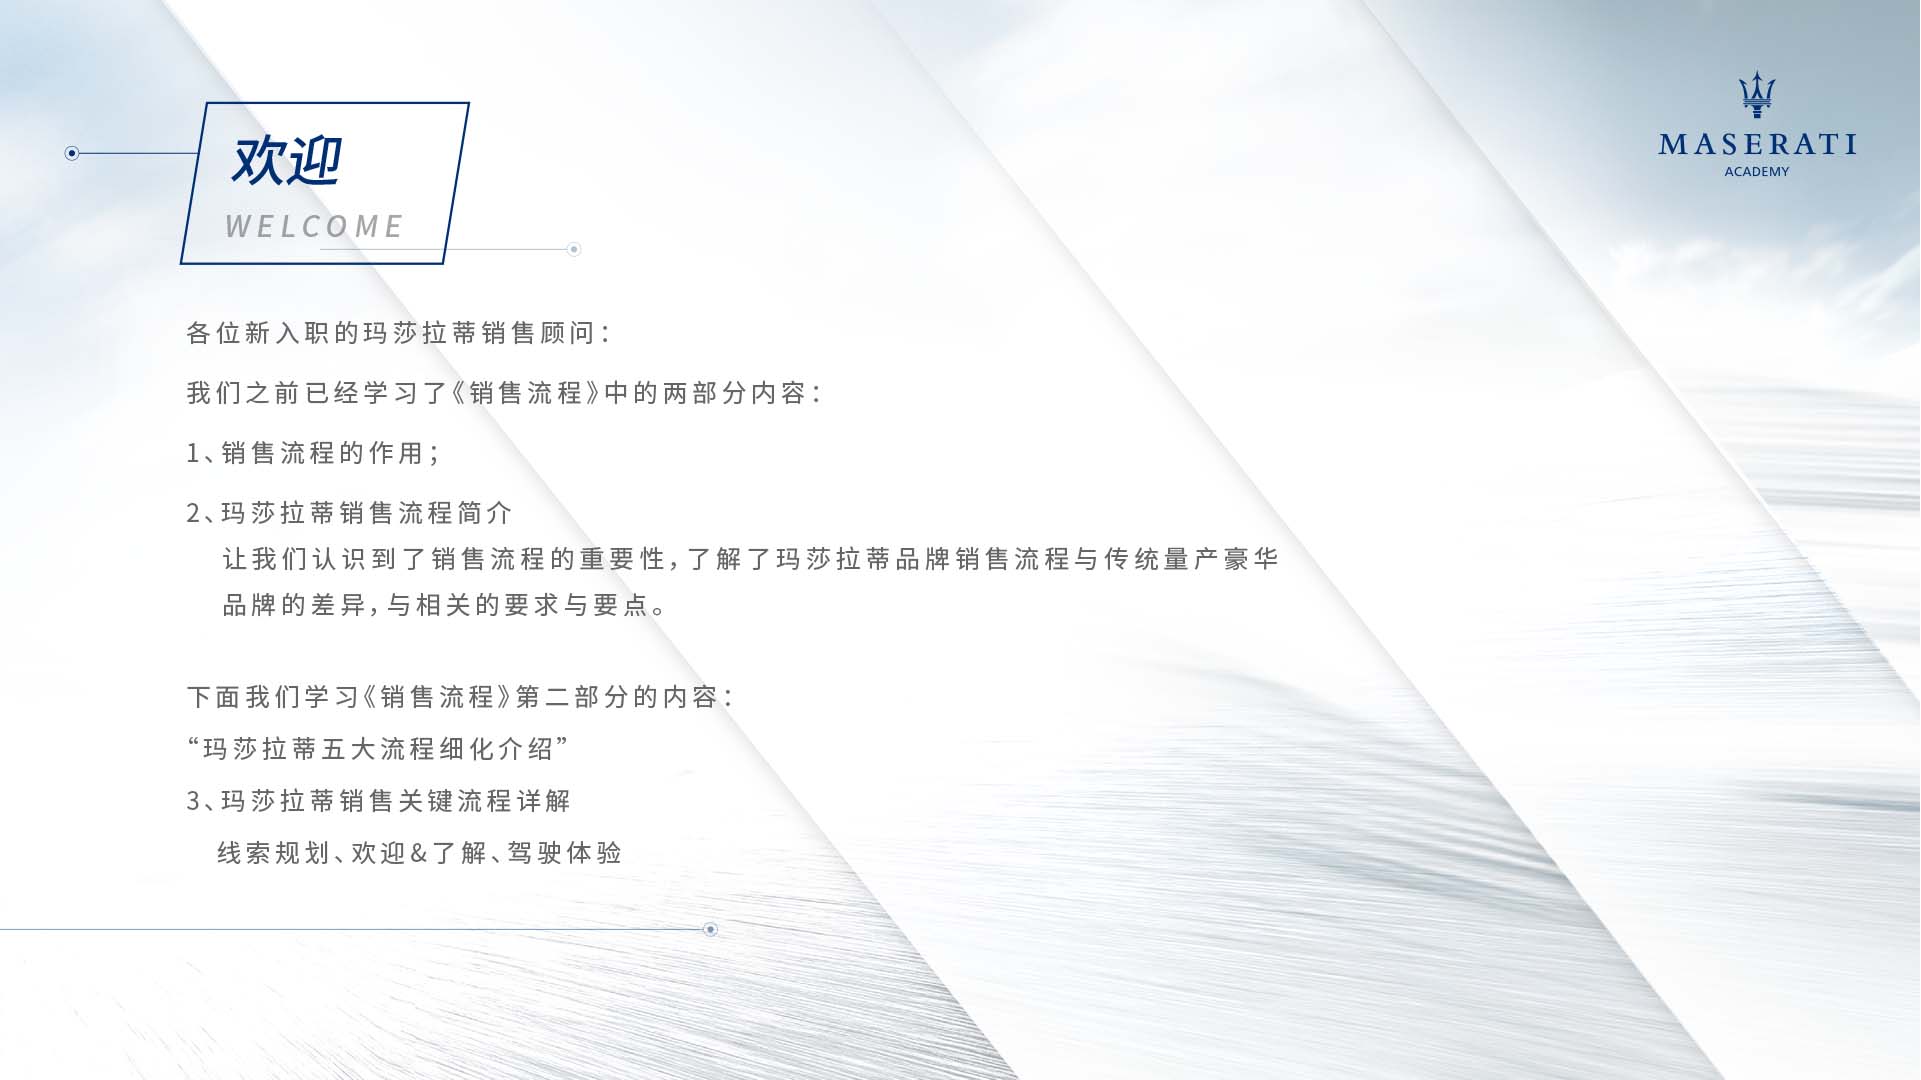 欢迎
WELCOME
MASERATI
ACADEMY
各位新入职的玛莎拉蒂销售顾问：
我们之前已经学习了《销售流程》中的两部分内容：
1、销售流程的作用；
2、玛莎拉蒂销售流程简介
让我们认识到了销售流程的重要性，了解了玛莎拉蒂品牌销售流程与传统量产豪华
品牌的差异，与相关的要求与要点。
下面我们学习《销售流程》第二部分的内容：
“玛莎拉蒂五大流程细化介绍”
3、玛莎拉蒂销售关键流程详解
线索规划、欢迎&了解、驾驶体验